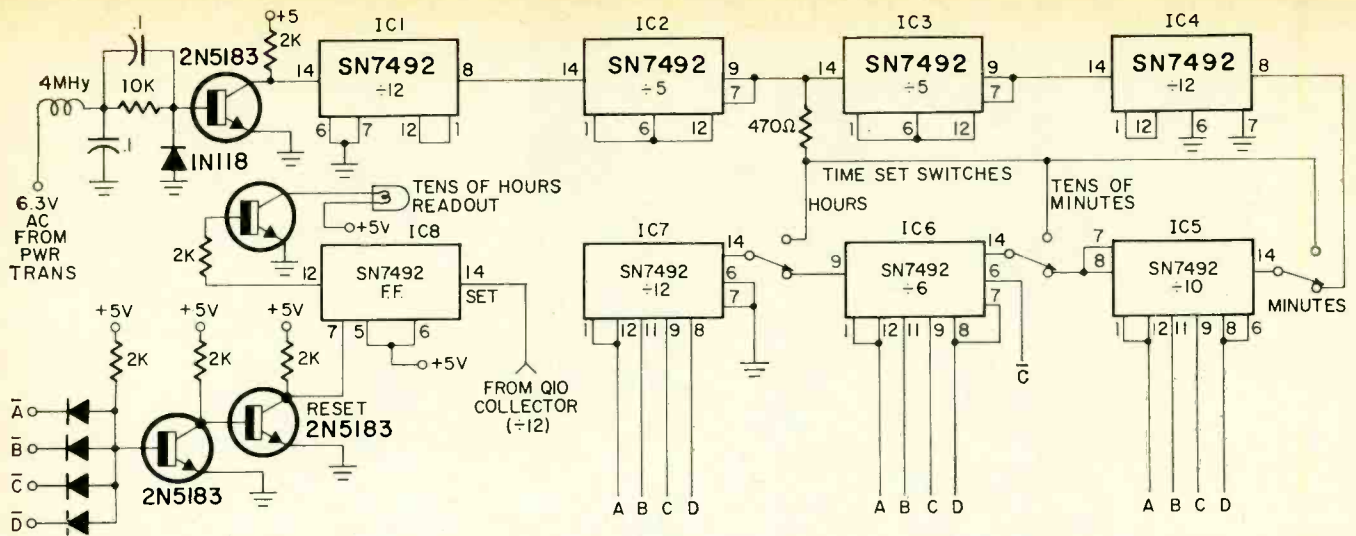 IC1
IC2
IC3
IC4
+5
2K
.1
2N5183
4MHy
10K
14
SN7492
÷12
8
6
7
12
1
14
SN7492
÷5
9
7
1
6
12
470Ω
14
SN7492
÷5
9
7
1
6
12
14
SN7492
÷12
8
1
12
6
7
.1
1N118
6.3V
AC
FROM
PWR
TRANS
TENS OF HOURS
READOUT
+5V
TIME SET SWITCHES
HOURS
TENS OF
MINUTES
2K
IC8
12
SN7492
F.F.
14
SET
7
5
6
+5V
FROM Q10
COLLECTOR
(÷12)
IC7
SN7492
÷12
14
6
7
1
12
11
9
8
A
B
C
D
IC6
9
SN7492
÷6
14
6
7
1
12
11
9
8
C̅
A
B
C
D
IC5
7
8
SN7492
÷10
14
MINUTES
1
12
11
9
8
6
A
B
C
D
+5V
2K
+5V
2K
+5V
2K
RESET
2N5183
2N5183
A̅
B̅
C̅
D̅